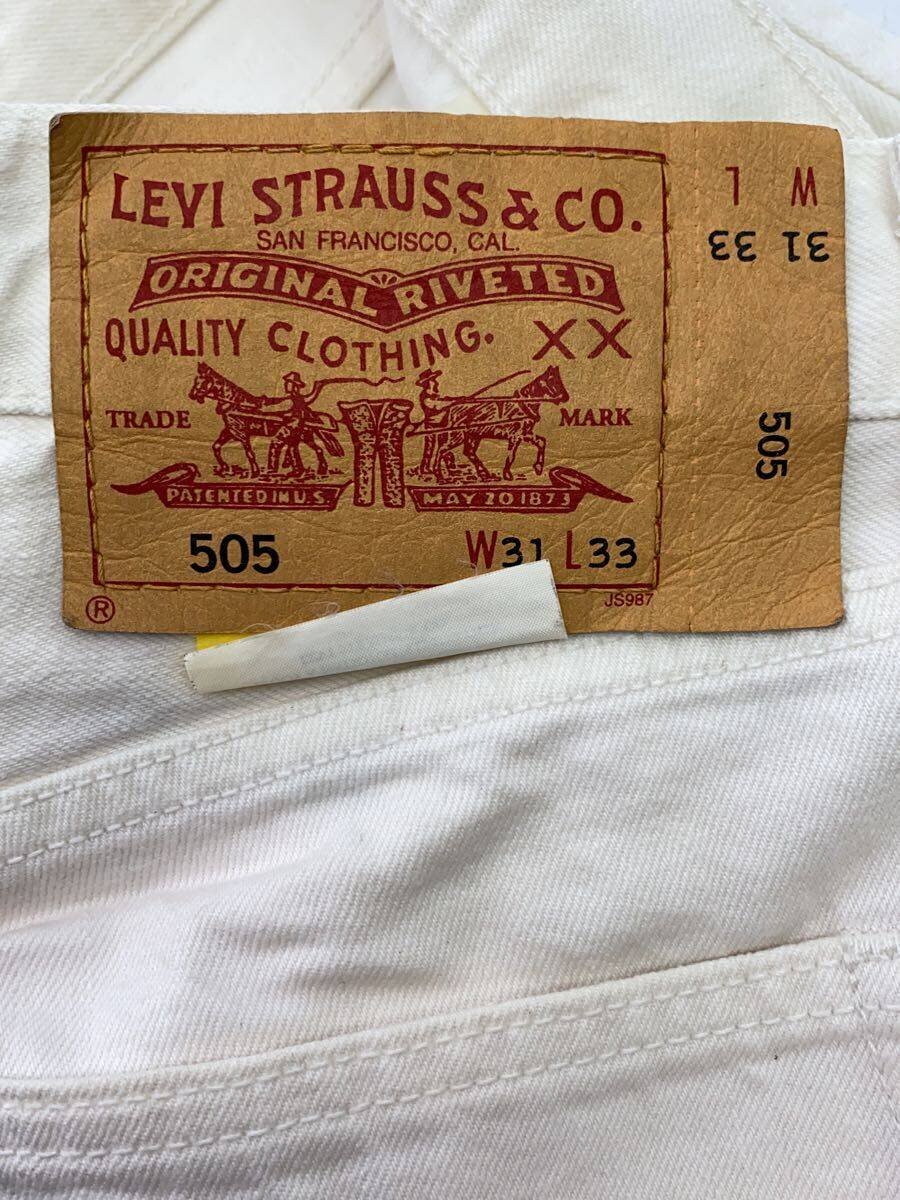 LEVI STRAUSS & CO.
SAN FRANCISCO, CAL.
ORIGINAL RIVETED
QUALITY CLOTHING. XX
TRADE MARK
PATENTED IN U.S. MAY 20 1873
505 W31 L33
® JS987
W L
31 33
505